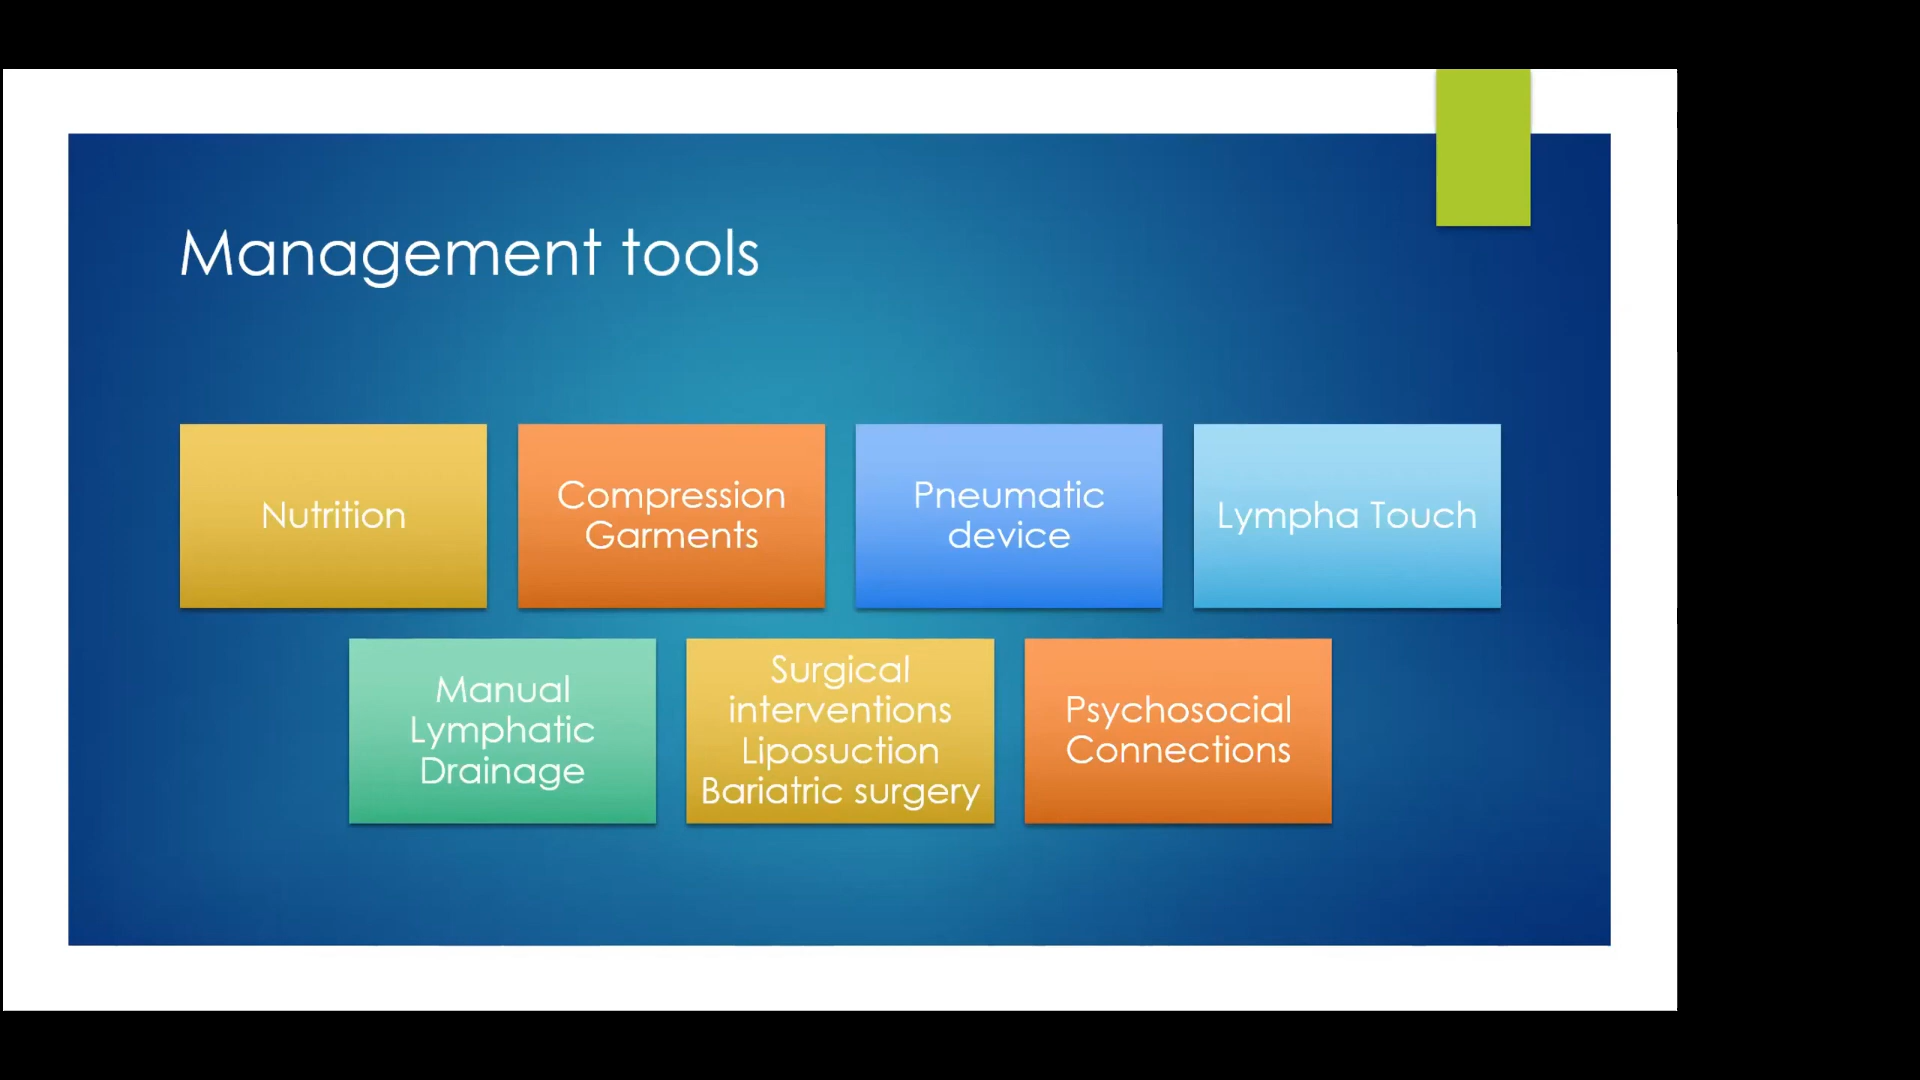 Management tools
Nutrition
Compression
Garments
Pneumatic
device
Lympha Touch
Manual
Lymphatic
Drainage
Surgical
interventions
Liposuction
Bariatric surgery
Psychosocial
Connections